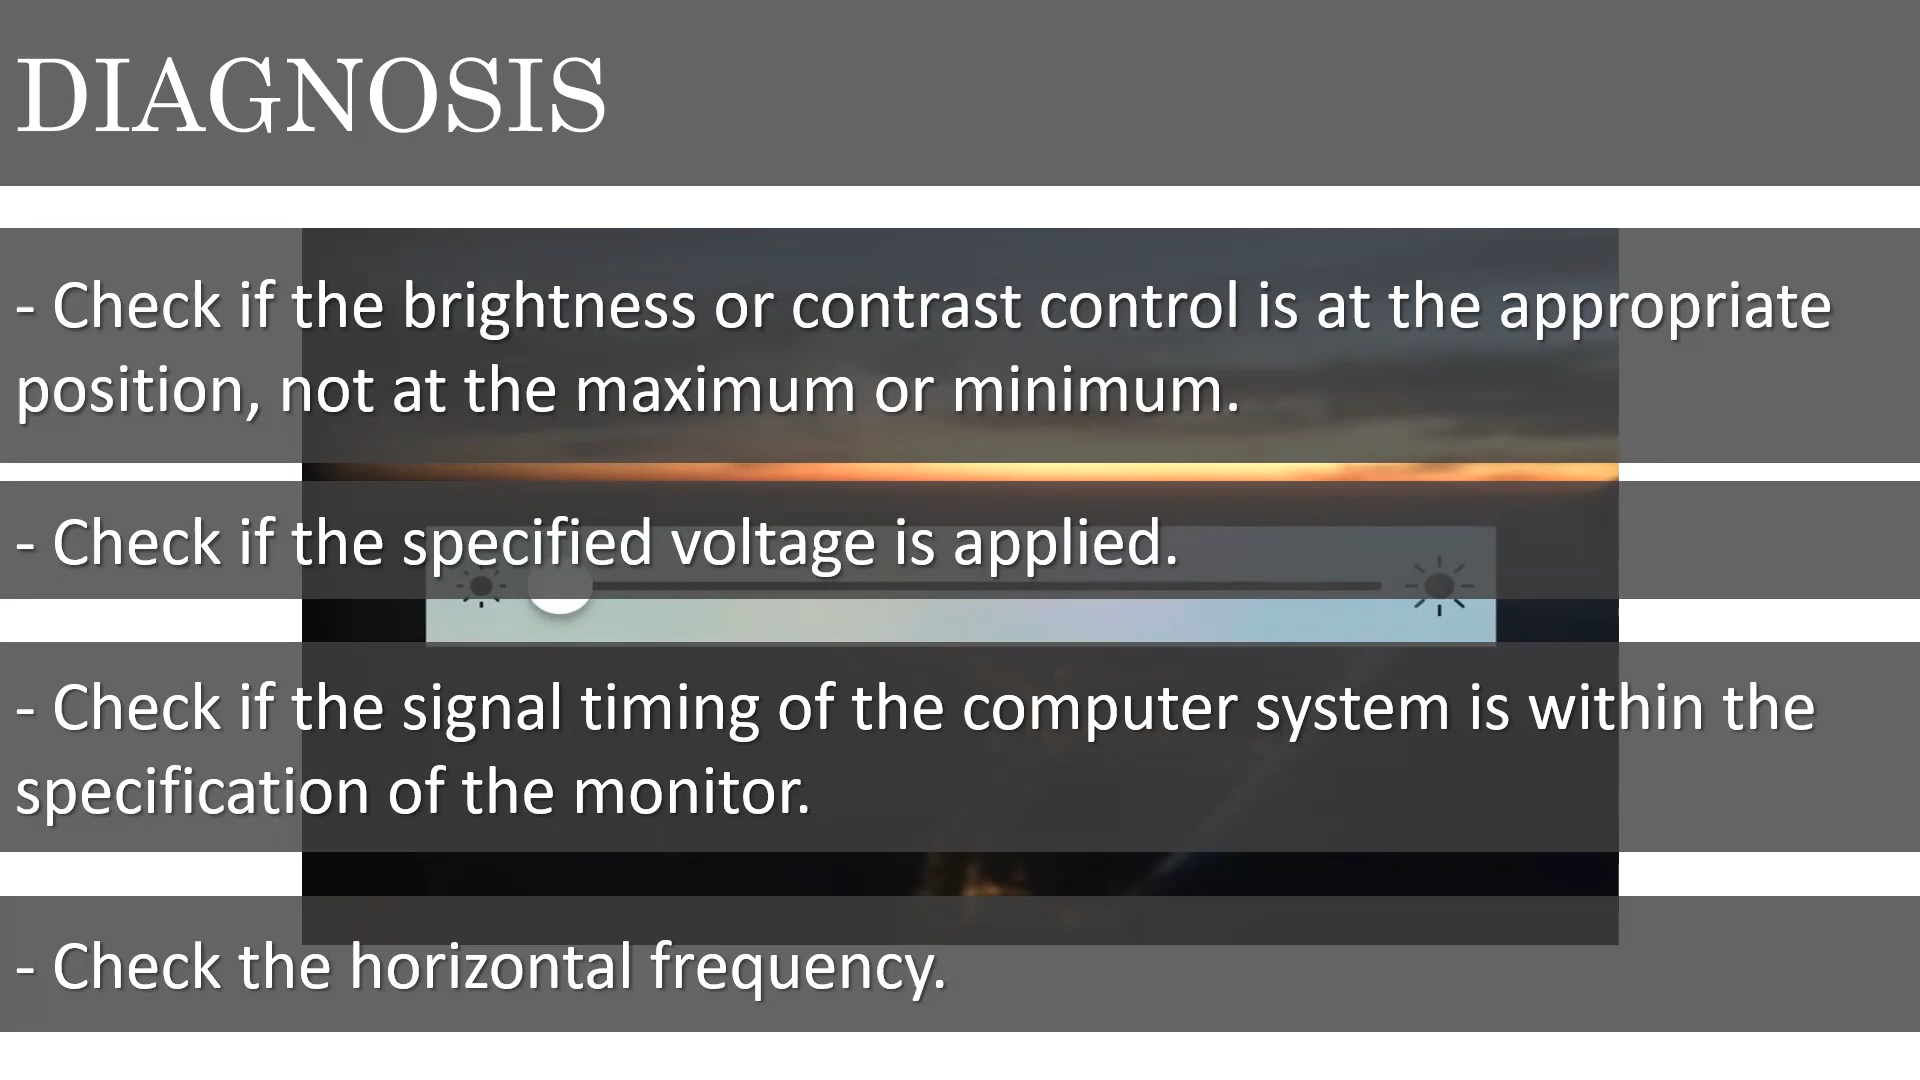 DIAGNOSIS
- Check if the brightness or contrast control is at the appropriate
position, not at the maximum or minimum.
- Check if the specified voltage is applied.
- Check if the signal timing of the computer system is within the
specification of the monitor.
- Check the horizontal frequency.